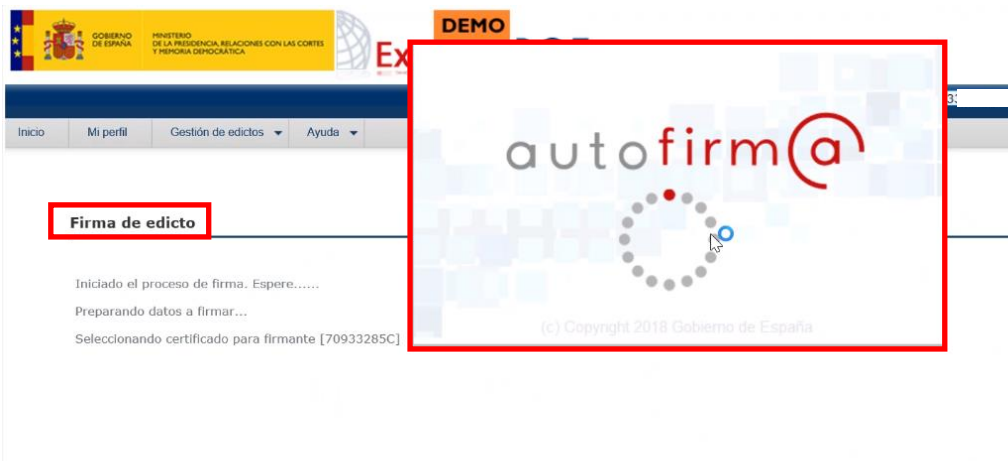 DEMO
GOBIERNO
DE ESPAÑA
MINISTERIO
DE LA PRESIDENCIA, RELACIONES CON LAS CORTES
Y MEMORIA DEMOCRÁTICA
Ex
Inicio Mi perfil Gestión de edictos Ayuda
autofirm@
Firma de edicto
Iniciado el proceso de firma. Espere......
Preparando datos a firmar...
Seleccionando certificado para firmante [70933285C]
(c) Copyright 2018 Gobierno de España